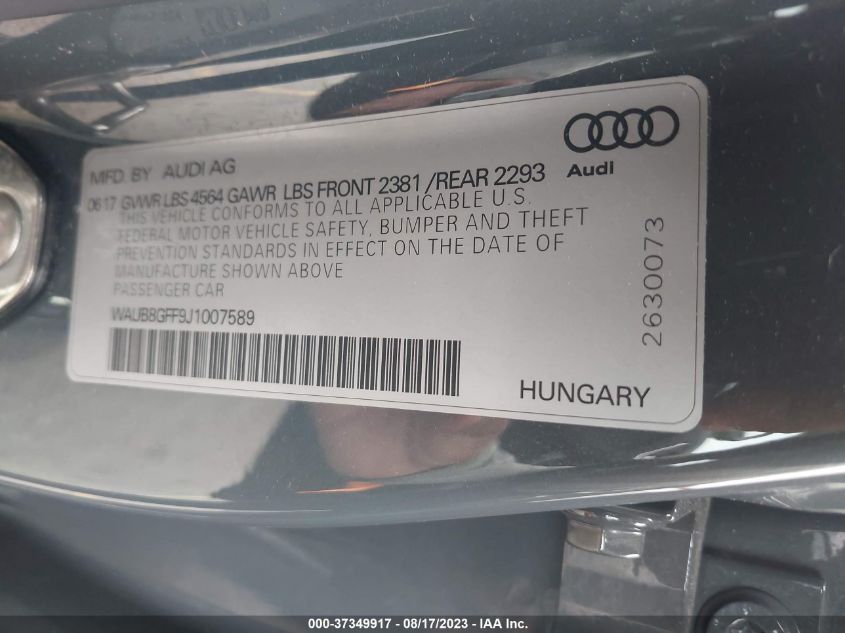 MFD. BY AUDI AG
0617 GVWR LBS 4564 GAWR LBS FRONT 2381 /REAR 2293
THIS VEHICLE CONFORMS TO ALL APPLICABLE U.S.
FEDERAL MOTOR VEHICLE SAFETY, BUMPER AND THEFT
PREVENTION STANDARDS IN EFFECT ON THE DATE OF
MANUFACTURE SHOWN ABOVE
PASSENGER CAR
WAUB8GFF9J1007589
Audi
2630073
HUNGARY
000-37349917 - 08/17/2023 - IAA Inc.